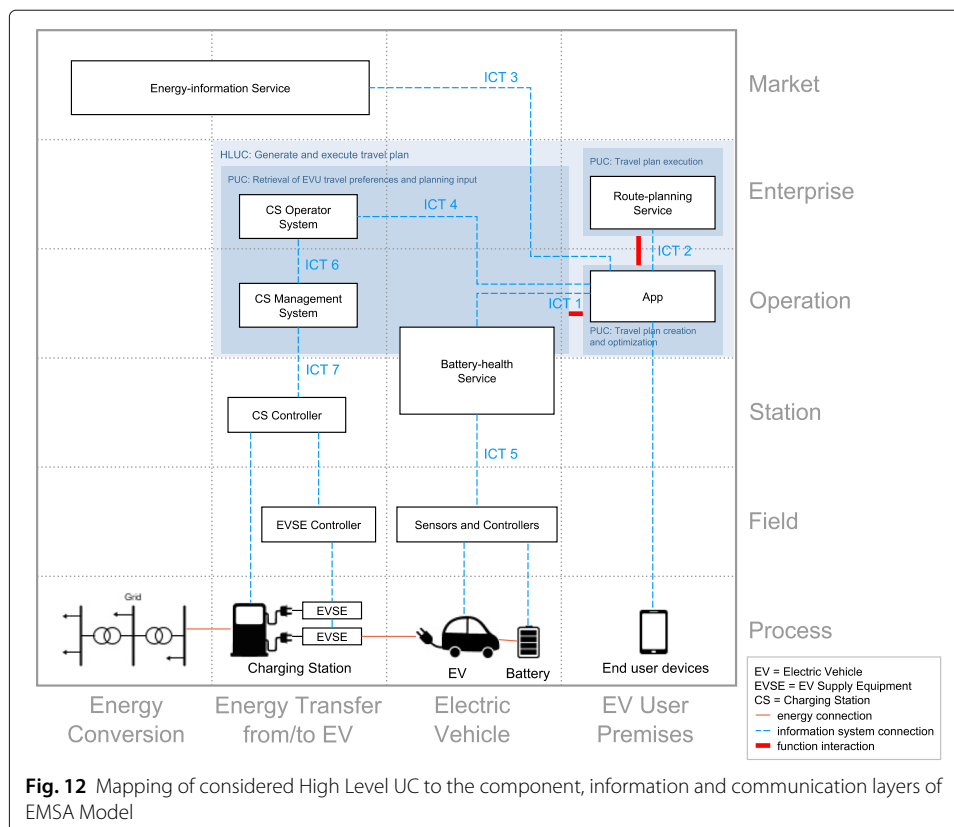 ICT 3
Market
Energy-information Service
HLUC: Generate and execute travel plan
PUC: Travel plan execution
PUC: Retrieval of EVU travel preferences and planning input
Enterprise
Route-planning
Service
CS Operator
System
ICT 4
ICT 2
ICT 6
App
ICT 1
Operation
CS Management
System
PUC: Travel plan creation
and optimization
Battery-health
Service
ICT 7
CS Controller
Station
ICT 5
EVSE Controller
Sensors and Controllers
Field
Grid
EVSE
EVSE
Process
Charging Station
EV
Battery
End user devices
EV = Electric Vehicle
EVSE = EV Supply Equipment
CS = Charging Station
energy connection
information system connection
function interaction
Energy
Conversion
Energy Transfer
from/to EV
Electric
Vehicle
EV User
Premises
Fig. 12 Mapping of considered High Level UC to the component, information and communication layers of
EMSA Model